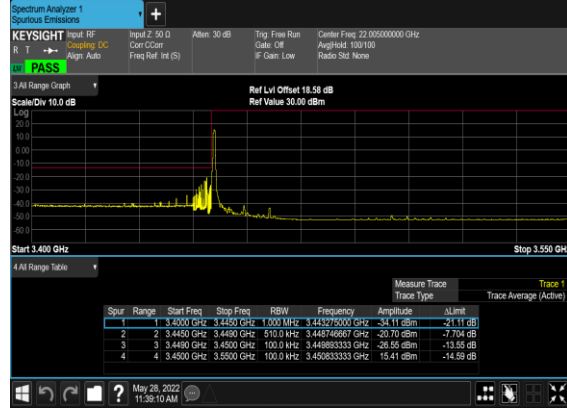 Spectrum Analyzer 1
Spurious Emissions
+
KEYSIGHT Input: RF Input Z: 50 Ω Atten: 30 dB Trig: Free Run Center Freq: 22.005000000 GHz
R T Coupling: DC Corr CCorr Gate: Off Avg|Hold: 100/100
Align: Auto Freq Ref: Int (S) IF Gain: Low Radio Std: None
PASS
3 All Range Graph
Ref Lvl Offset 18.58 dB
Scale/Div 10.0 dB Ref Value 30.00 dBm
Log
20.0
10.0
0.00
-10.0
-20.0
-30.0
-40.0
-50.0
-60.0
Start 3.400 GHz Stop 3.550 GHz
4 All Range Table
Measure Trace Trace 1
Trace Type Trace Average (Active)
Spur Range Start Freq Stop Freq RBW Frequency Amplitude ΔLimit
1 1 3.4000 GHz 3.4450 GHz 1.000 MHz 3.443275000 GHz -34.11 dBm -21.11 dB
2 2 3.4450 GHz 3.4490 GHz 510.0 kHz 3.448746667 GHz -20.70 dBm -7.704 dB
3 3 3.4490 GHz 3.4500 GHz 100.0 kHz 3.449893333 GHz -26.55 dBm -13.55 dB
4 4 3.4500 GHz 3.5500 GHz 100.0 kHz 3.450833333 GHz 15.41 dBm -14.59 dB
? May 28, 2022
11:39:10 AM